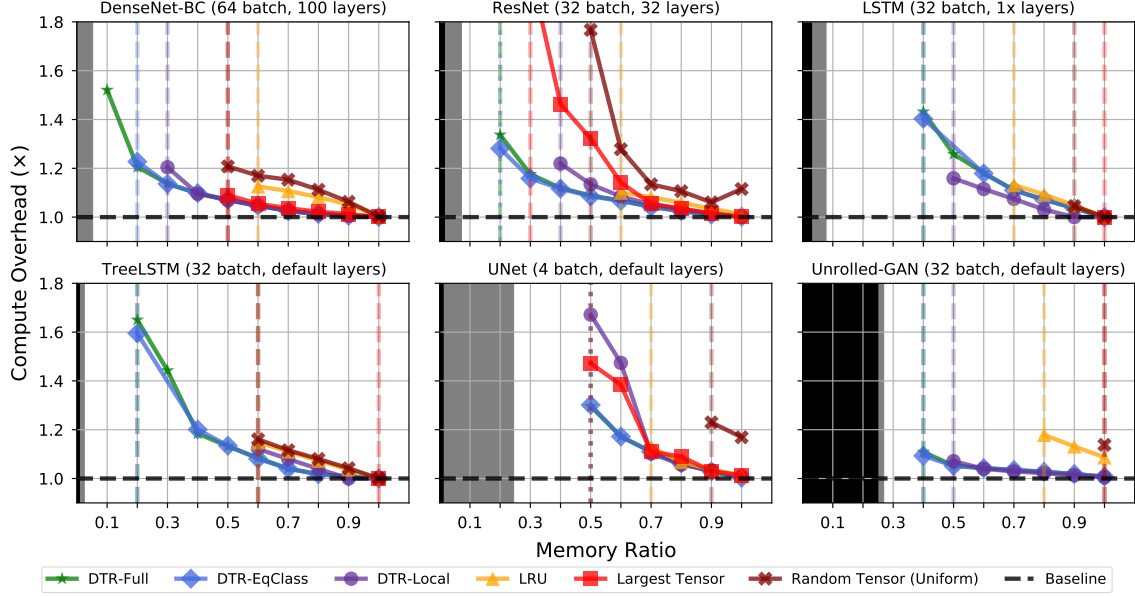 DenseNet-BC (64 batch, 100 layers)
ResNet (32 batch, 32 layers)
LSTM (32 batch, 1x layers)
1.8
1.6
1.4
1.2
1.0
TreeLSTM (32 batch, default layers)
UNet (4 batch, default layers)
Unrolled-GAN (32 batch, default layers)
1.8
1.6
1.4
1.2
1.0
Compute Overhead (×)
0.1 0.3 0.5 0.7 0.9
0.1 0.3 0.5 0.7 0.9
0.1 0.3 0.5 0.7 0.9
Memory Ratio
DTR-Full DTR-EqClass DTR-Local LRU Largest Tensor Random Tensor (Uniform) Baseline